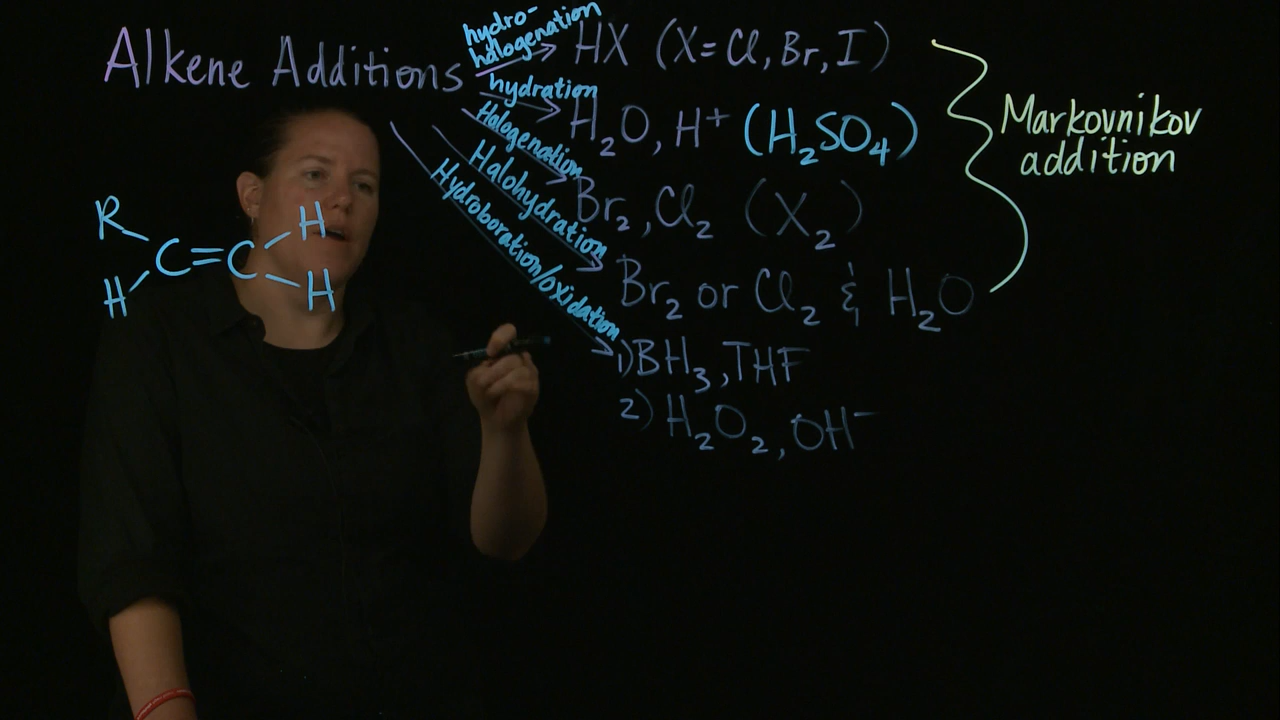 Alkene Additions
hydro-
halogenation
HX (X= Cl, Br, I)
hydration
H₂O, H⁺ (H₂SO₄)
Halogenation
Br₂, Cl₂ (X₂)
Halohydration
Br₂ or Cl₂ & H₂O
Hydroboration/oxidation
1) BH₃, THF
2) H₂O₂, OH⁻
Markovnikov
addition
R H
C=C
H H